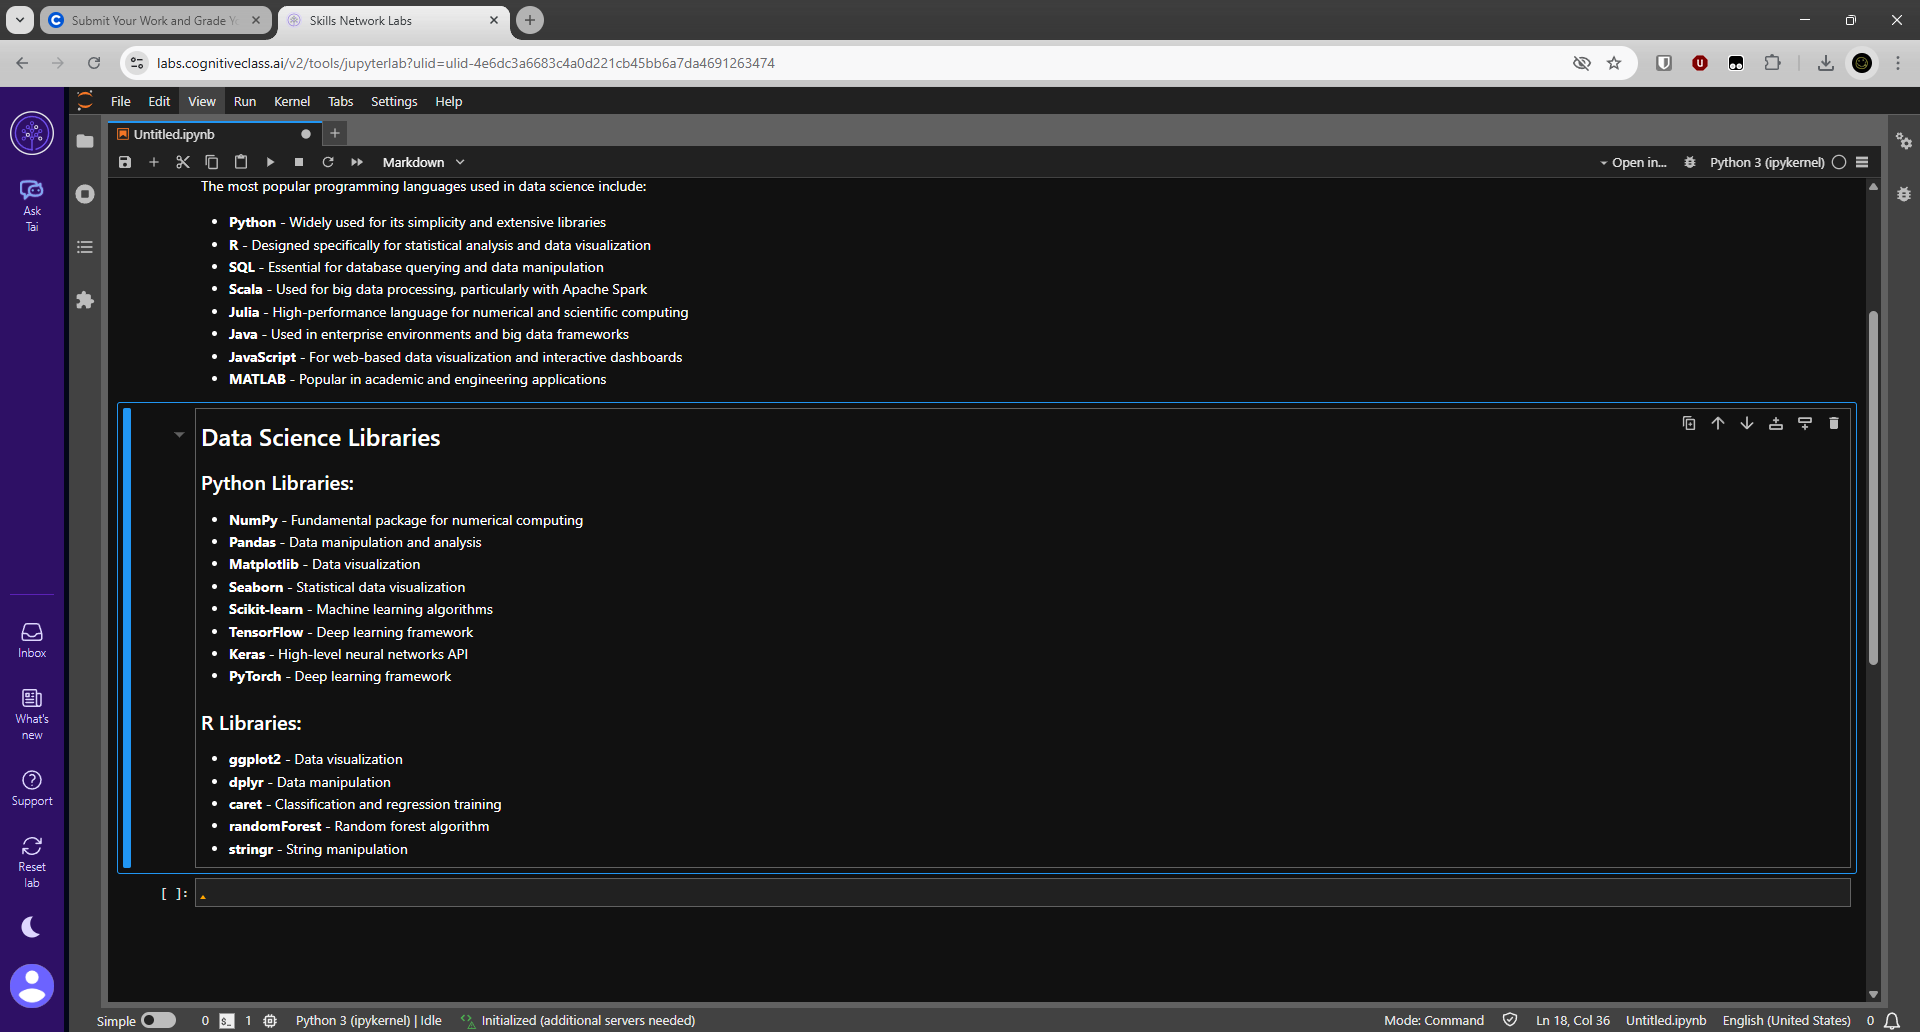 Submit Your Work and Grade Y
Skills Network Labs
labs.cognitiveclass.ai/v2/tools/jupyterlab?ulid=ulid-4e6dc3a6683c4a0d221cb45bb6a7da4691263474
File Edit View Run Kernel Tabs Settings Help
Untitled.ipynb
Markdown
Open in...
Python 3 (ipykernel)
Ask
Tai
Inbox
What's
new
Support
Reset
lab
The most popular programming languages used in data science include:
• Python - Widely used for its simplicity and extensive libraries
• R - Designed specifically for statistical analysis and data visualization
• SQL - Essential for database querying and data manipulation
• Scala - Used for big data processing, particularly with Apache Spark
• Julia - High-performance language for numerical and scientific computing
• Java - Used in enterprise environments and big data frameworks
• JavaScript - For web-based data visualization and interactive dashboards
• MATLAB - Popular in academic and engineering applications
Data Science Libraries
Python Libraries:
• NumPy - Fundamental package for numerical computing
• Pandas - Data manipulation and analysis
• Matplotlib - Data visualization
• Seaborn - Statistical data visualization
• Scikit-learn - Machine learning algorithms
• TensorFlow - Deep learning framework
• Keras - High-level neural networks API
• PyTorch - Deep learning framework
R Libraries:
• ggplot2 - Data visualization
• dplyr - Data manipulation
• caret - Classification and regression training
• randomForest - Random forest algorithm
• stringr - String manipulation
[ ]:
Simple 0 1 Python 3 (ipykernel) | Idle Initialized (additional servers needed) Mode: Command Ln 18, Col 36 Untitled.ipynb English (United States) 0